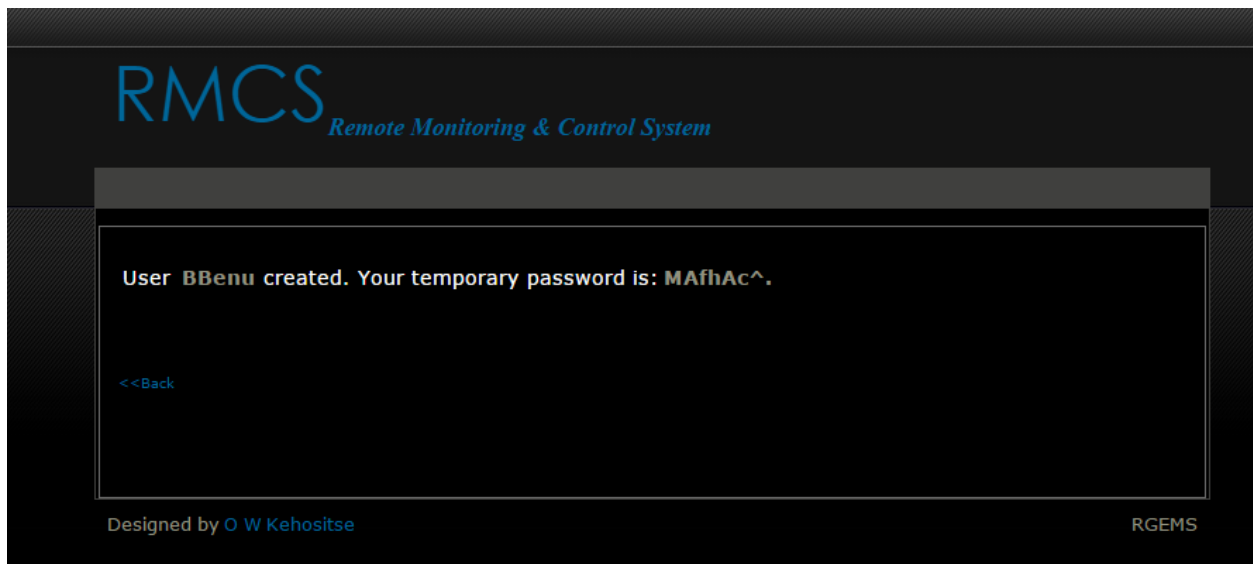 RMCS Remote Monitoring & Control System
User BBenu created. Your temporary password is: MAfhAc^.
<<Back
Designed by O W Kehositse RGEMS